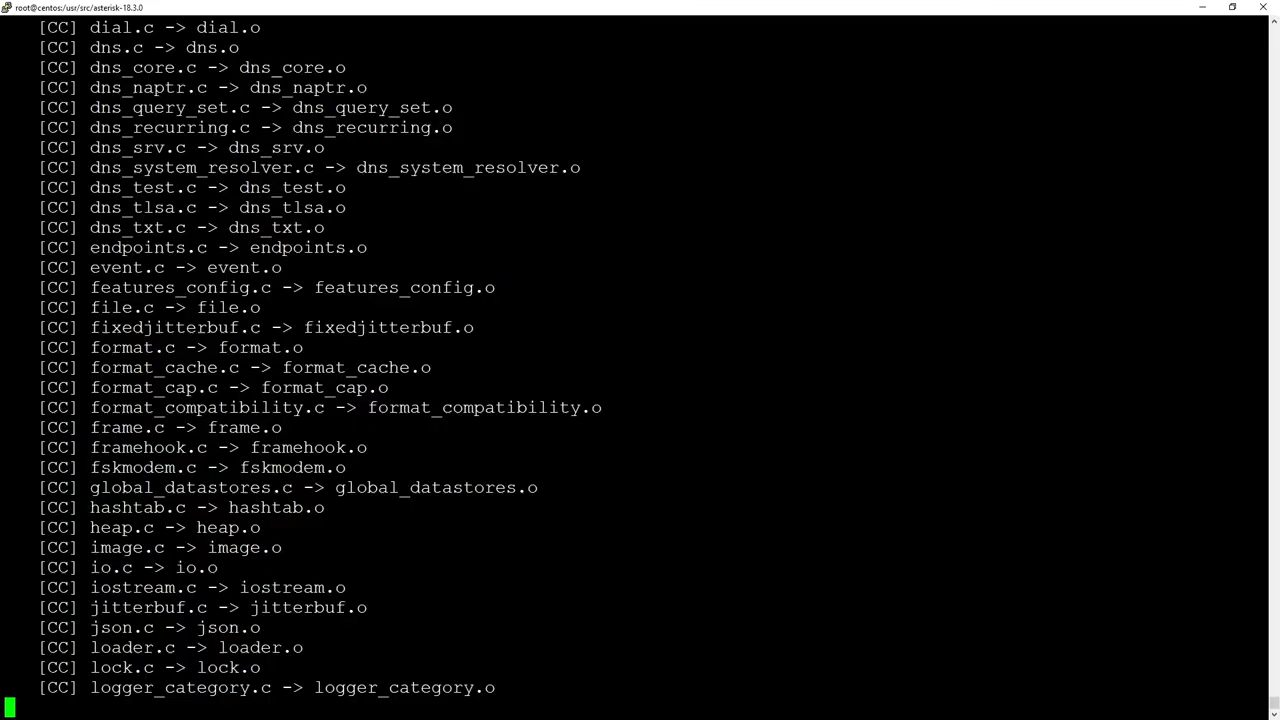 root@centos:/usr/src/asterisk-18.3.0
[CC] dial.c -> dial.o
[CC] dns.c -> dns.o
[CC] dns_core.c -> dns_core.o
[CC] dns_naptr.c -> dns_naptr.o
[CC] dns_query_set.c -> dns_query_set.o
[CC] dns_recurring.c -> dns_recurring.o
[CC] dns_srv.c -> dns_srv.o
[CC] dns_system_resolver.c -> dns_system_resolver.o
[CC] dns_test.c -> dns_test.o
[CC] dns_tlsa.c -> dns_tlsa.o
[CC] dns_txt.c -> dns_txt.o
[CC] endpoints.c -> endpoints.o
[CC] event.c -> event.o
[CC] features_config.c -> features_config.o
[CC] file.c -> file.o
[CC] fixedjitterbuf.c -> fixedjitterbuf.o
[CC] format.c -> format.o
[CC] format_cache.c -> format_cache.o
[CC] format_cap.c -> format_cap.o
[CC] format_compatibility.c -> format_compatibility.o
[CC] frame.c -> frame.o
[CC] framehook.c -> framehook.o
[CC] fskmodem.c -> fskmodem.o
[CC] global_datastores.c -> global_datastores.o
[CC] hashtab.c -> hashtab.o
[CC] heap.c -> heap.o
[CC] image.c -> image.o
[CC] io.c -> io.o
[CC] iostream.c -> iostream.o
[CC] jitterbuf.c -> jitterbuf.o
[CC] json.c -> json.o
[CC] loader.c -> loader.o
[CC] lock.c -> lock.o
[CC] logger_category.c -> logger_category.o